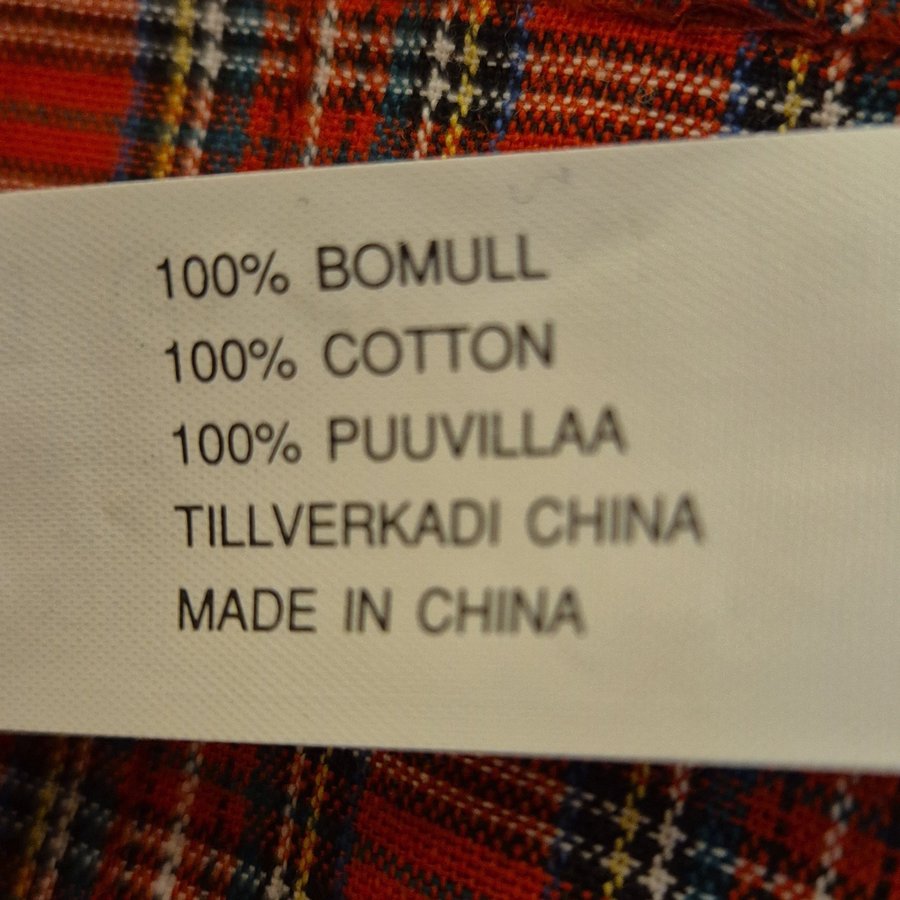 100% BOMULL
100% COTTON
100% PUUVILLAA
TILLVERKADI CHINA
MADE IN CHINA